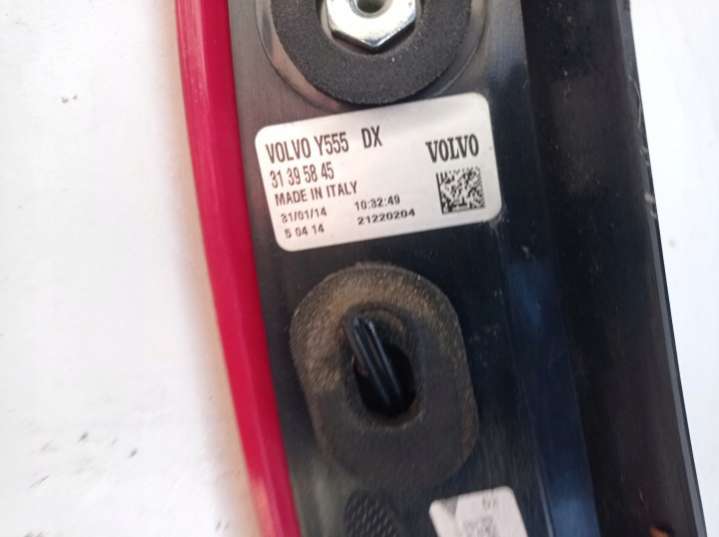 VOLVO Y555 DX
VOLVO
31 39 58 45
MADE IN ITALY
31/01/14 10:32:49
5 04 14 21220204